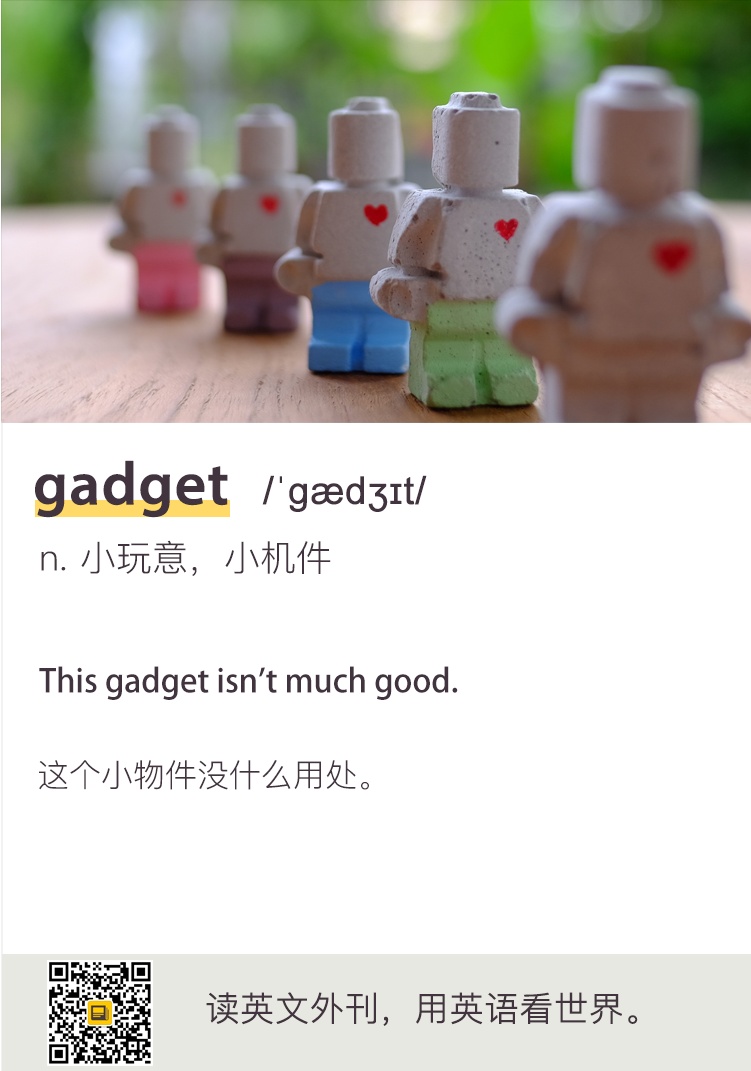 gadget /ˈɡædʒɪt/
n. 小玩意，小机件
This gadget isn’t much good.
这个小物件没什么用处。
读英文外刊，用英语看世界。